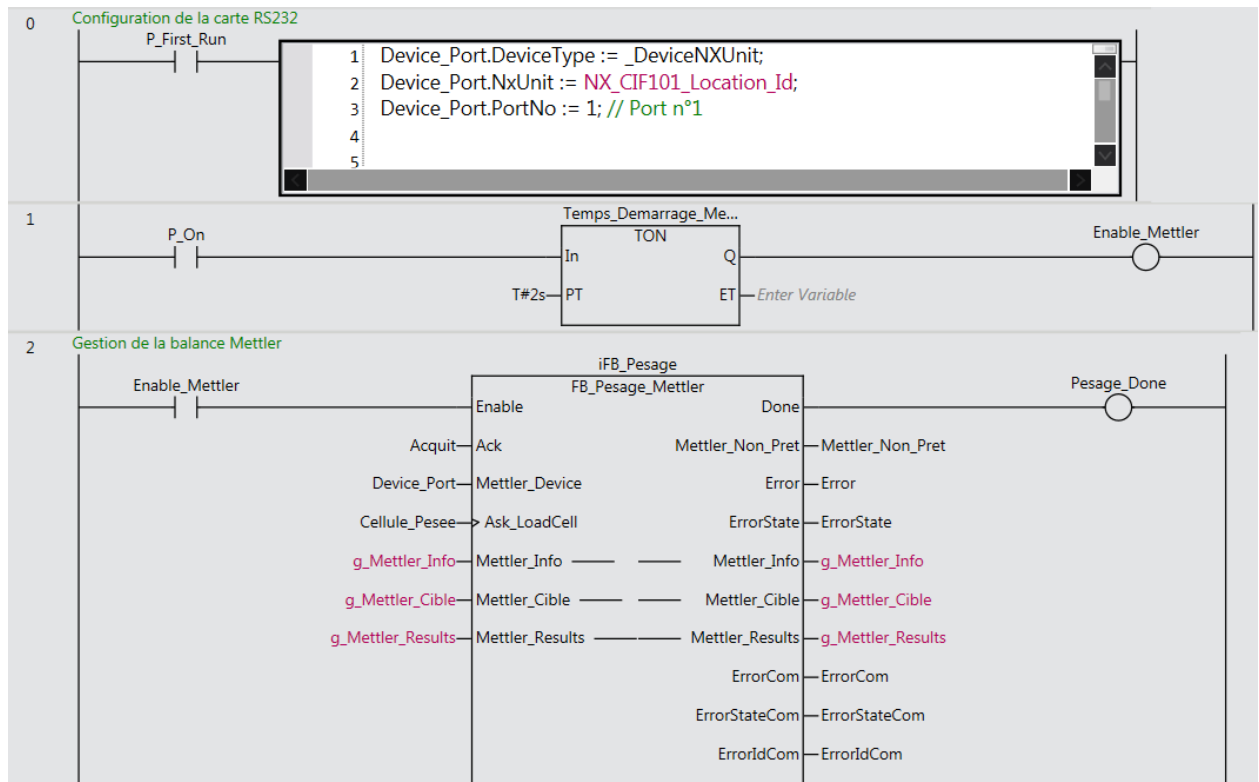 0
Configuration de la carte RS232
P_First_Run
1 Device_Port.DeviceType := _DeviceNXUnit;
2 Device_Port.NxUnit := NX_CIF101_Location_Id;
3 Device_Port.PortNo := 1; // Port n°1
4
5
1
Temps_Demarrage_Me...
P_On TON Enable_Mettler
In Q
T#2s PT ET Enter Variable
2
Gestion de la balance Mettler
iFB_Pesage
Enable_Mettler FB_Pesage_Mettler Pesage_Done
Enable Done
Acquit Ack Mettler_Non_Pret Mettler_Non_Pret
Device_Port Mettler_Device Error Error
Cellule_Pesee Ask_LoadCell ErrorState ErrorState
g_Mettler_Info Mettler_Info Mettler_Info g_Mettler_Info
g_Mettler_Cible Mettler_Cible Mettler_Cible g_Mettler_Cible
g_Mettler_Results Mettler_Results Mettler_Results g_Mettler_Results
ErrorCom ErrorCom
ErrorStateCom ErrorStateCom
ErrorIdCom ErrorIdCom